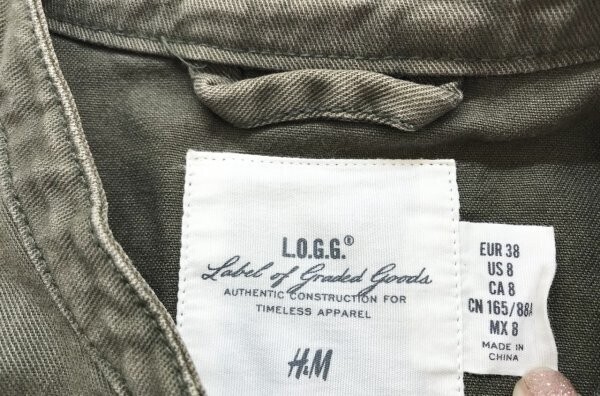 L.O.G.G.®
Label of Graded Goods
AUTHENTIC CONSTRUCTION FOR
TIMELESS APPAREL
H&M
EUR 38
US 8
CA 8
CN 165/88A
MX 8
MADE IN
CHINA